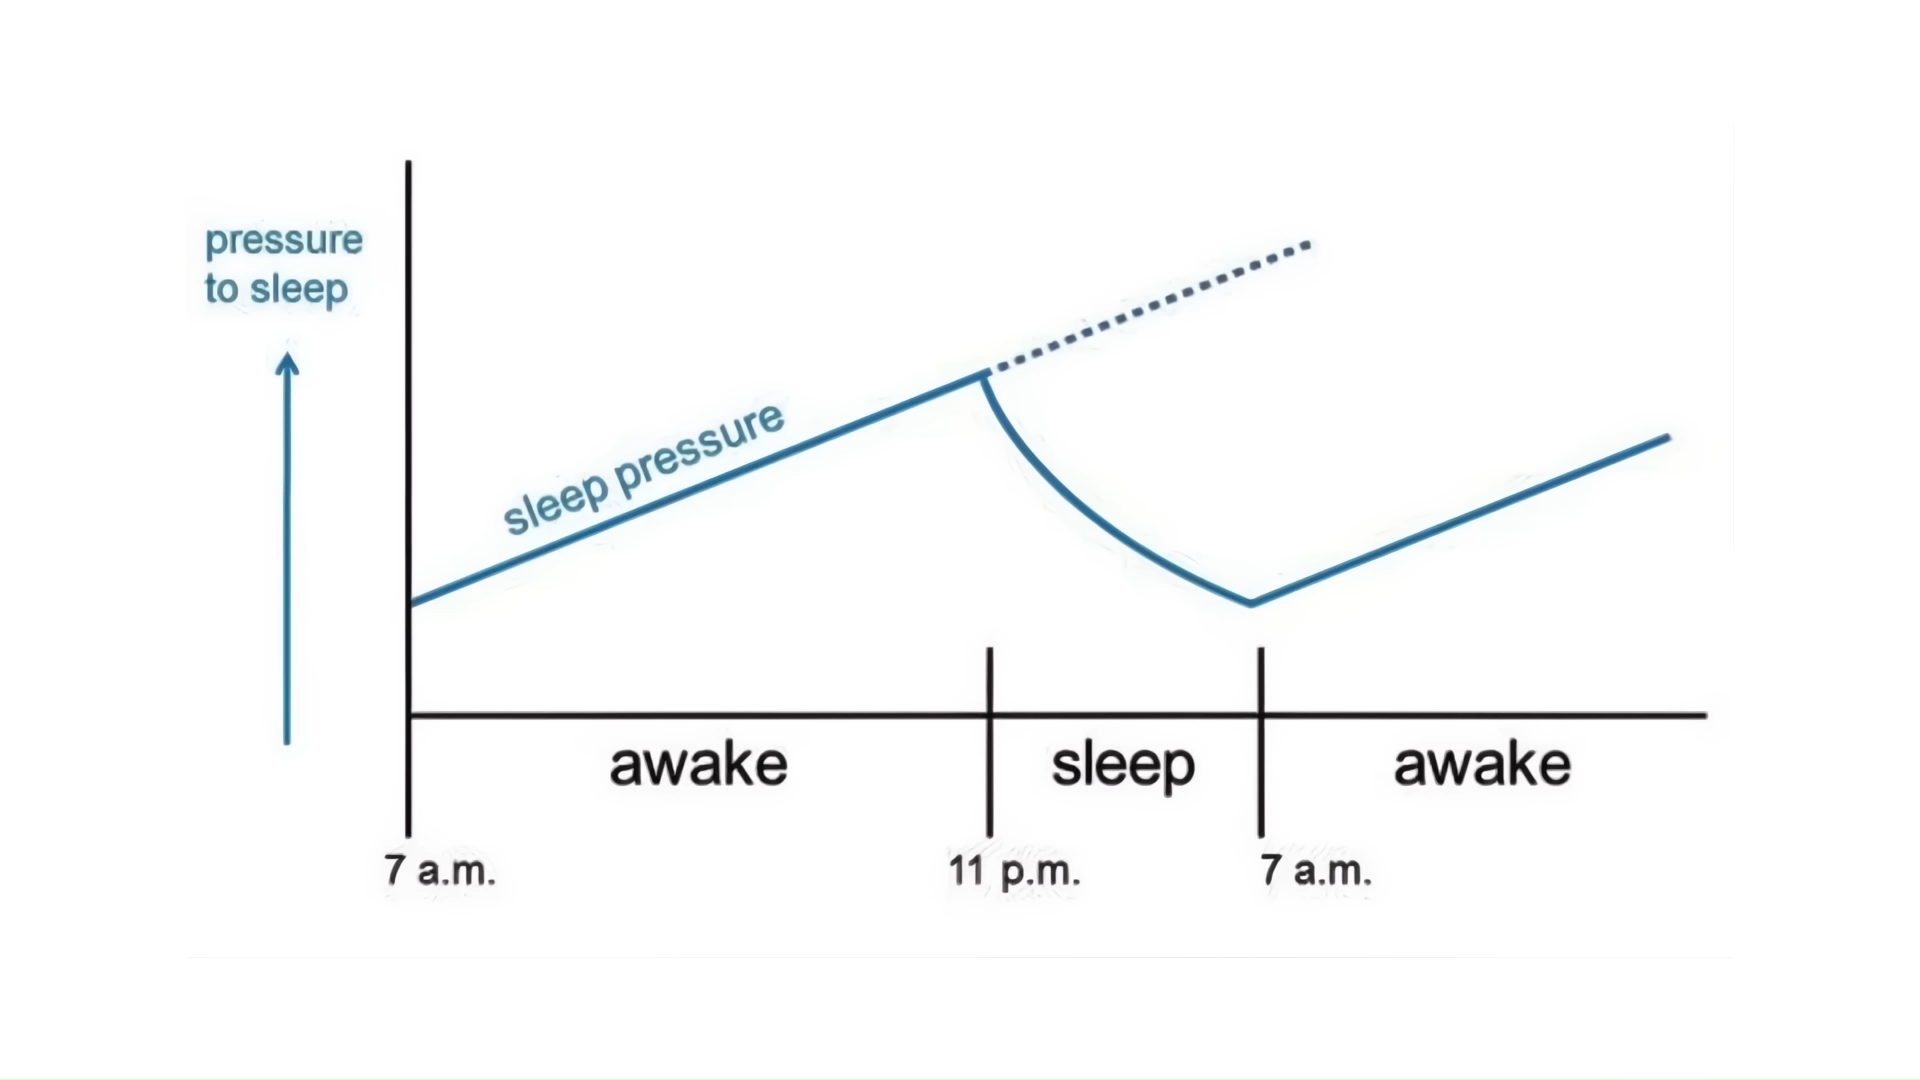 pressure
to sleep
sleep pressure
awake
sleep
awake
7 a.m.
11 p.m.
7 a.m.